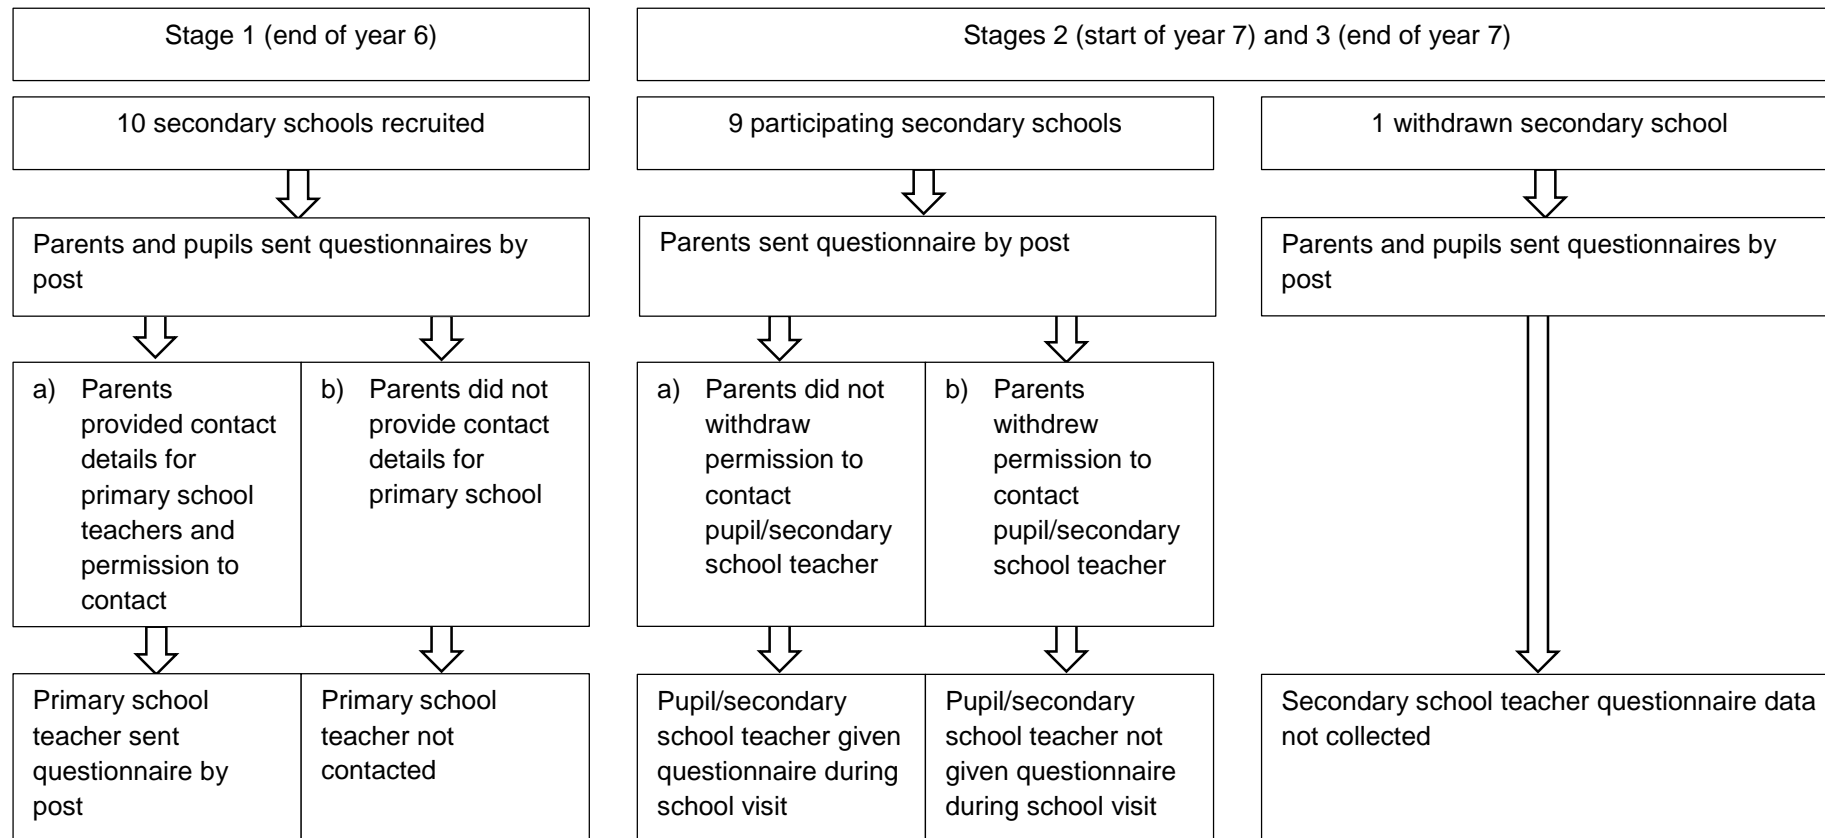 Stage 1 (end of year 6)
Stages 2 (start of year 7) and 3 (end of year 7)
10 secondary schools recruited
9 participating secondary schools
1 withdrawn secondary school
Parents and pupils sent questionnaires by
post
Parents sent questionnaire by post
Parents and pupils sent questionnaires by
post
a) Parents
provided contact
details for
primary school
teachers and
permission to
contact
b) Parents did not
provide contact
details for
primary school
a) Parents did not
withdraw
permission to
contact
pupil/secondary
school teacher
b) Parents
withdrew
permission to
contact
pupil/secondary
school teacher
Primary school
teacher sent
questionnaire by
post
Primary school
teacher not
contacted
Pupil/secondary
school teacher given
questionnaire during
school visit
Pupil/secondary
school teacher not
given questionnaire
during school visit
Secondary school teacher questionnaire data
not collected